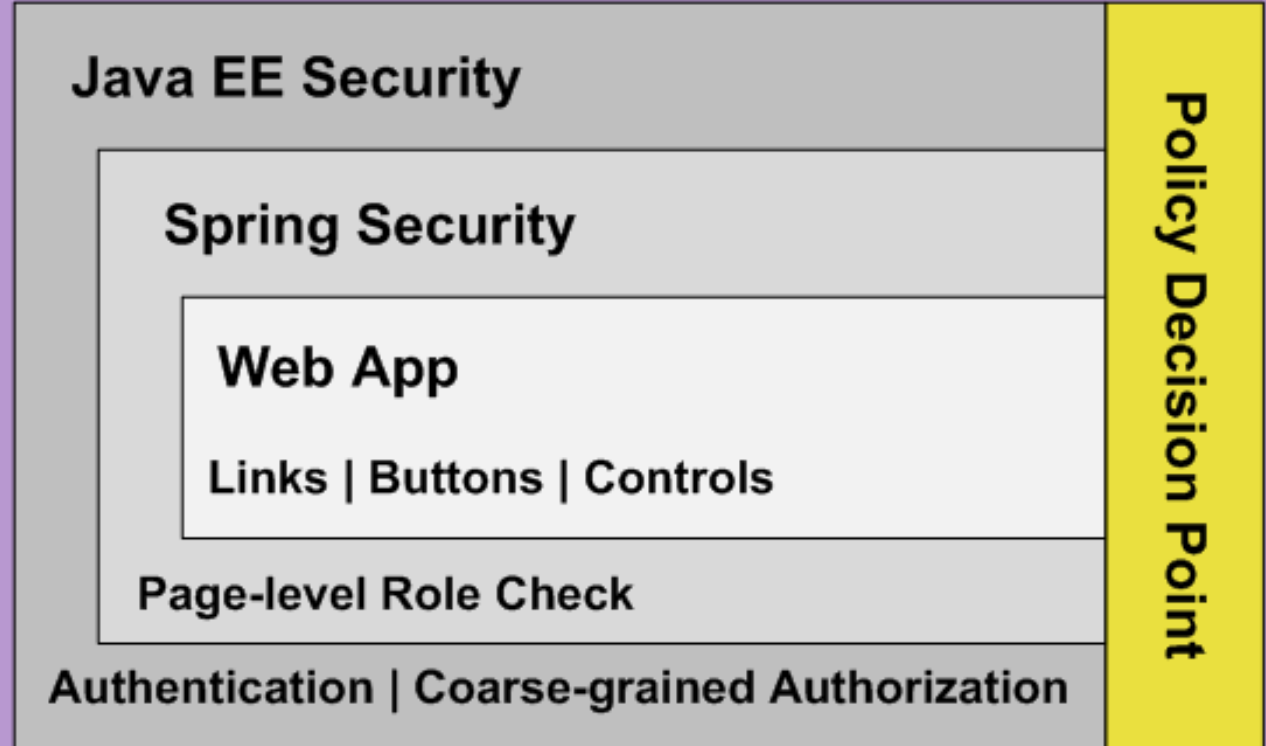 Java EE Security
Spring Security
Web App
Links | Buttons | Controls
Page-level Role Check
Authentication | Coarse-grained Authorization
Policy Decision Point